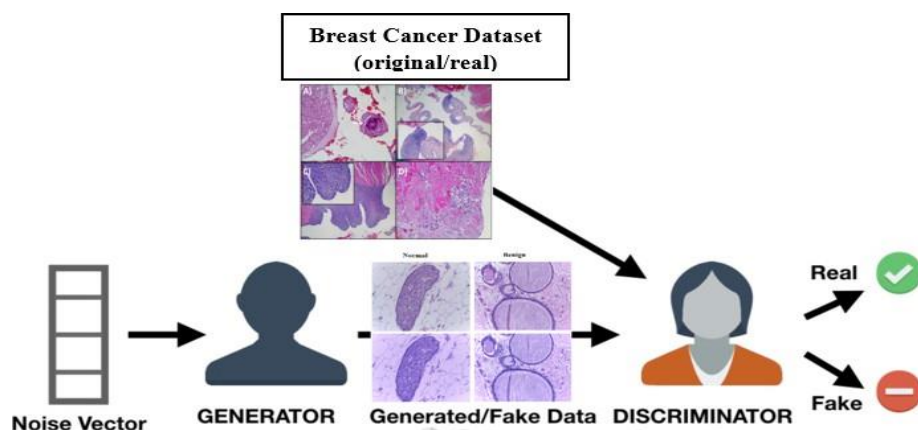 Breast Cancer Dataset
(original/real)
A)
B)
C)
D)
Normal
Benign
Real
Fake
Noise Vector
GENERATOR
Generated/Fake Data
DISCRIMINATOR